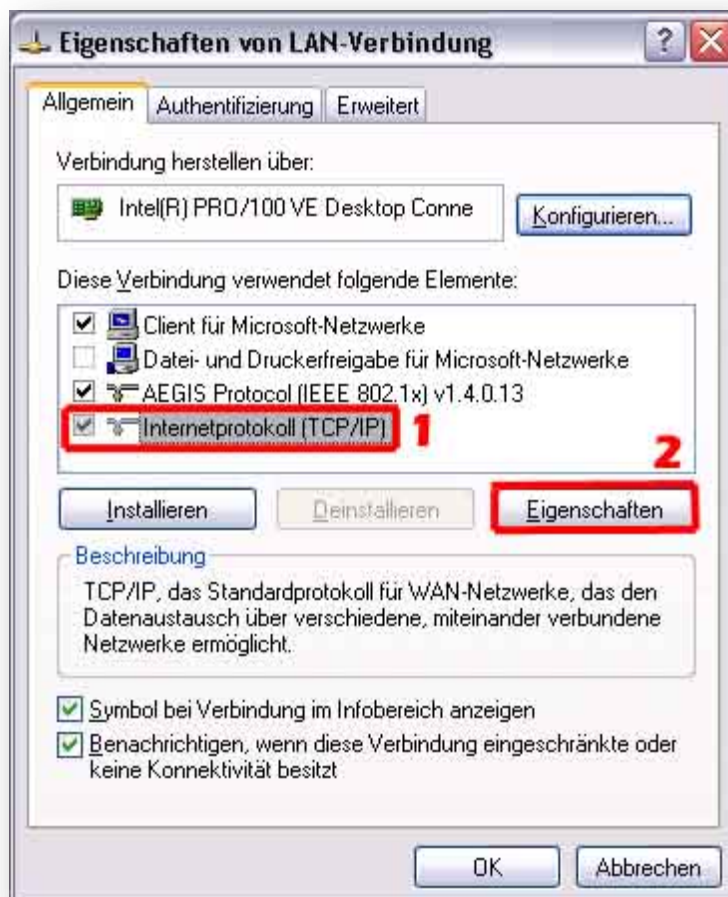 Eigenschaften von LAN-Verbindung
?
Allgemein
Authentifizierung
Erweitert
Verbindung herstellen über:
Intel(R) PRO/100 VE Desktop Conne
Konfigurieren...
Diese Verbindung verwendet folgende Elemente:
Client für Microsoft-Netzwerke
Datei- und Druckerfreigabe für Microsoft-Netzwerke
AEGIS Protocol (IEEE 802.1x) v1.4.0.13
Internetprotokoll (TCP/IP)
1
2
Installieren
Deinstallieren
Eigenschaften
Beschreibung
TCP/IP, das Standardprotokoll für WAN-Netzwerke, das den
Datenaustausch über verschiedene, miteinander verbundene
Netzwerke ermöglicht.
Symbol bei Verbindung im Infobereich anzeigen
Benachrichtigen, wenn diese Verbindung eingeschränkte oder
keine Konnektivität besitzt
OK
Abbrechen